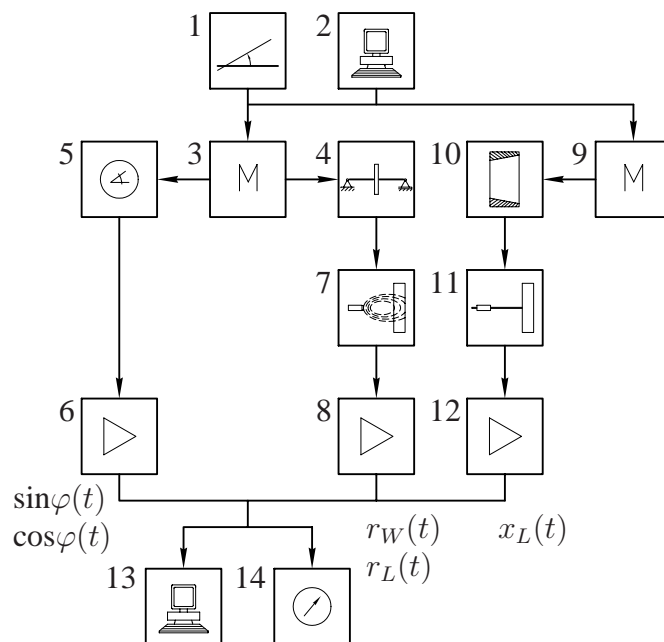 1 2
5 3 4 10 9
M M
7 11
6 8 12
sinφ(t)
cosφ(t)
r_W(t) x_L(t)
r_L(t)
13 14